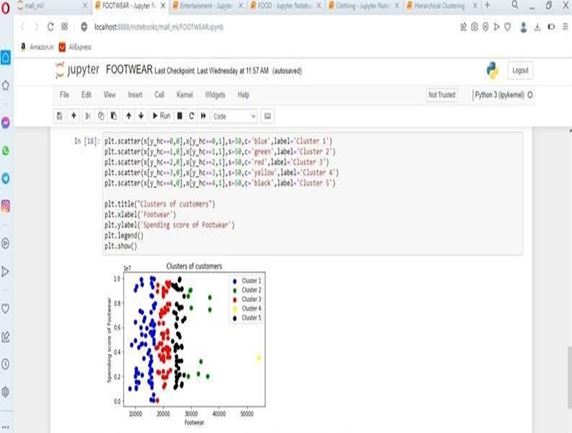 mall_ml/
FOOTWEAR - Jupyter N
Entertainment - Jupyter
FOOD - Jupyter Notebo
Clothing - Jupyter Note
Hierarchical Clustering
localhost:8888/notebooks/mall_ml/FOOTWEAR.ipynb
Amazon.in
AliExpress
jupyter FOOTWEAR Last Checkpoint: Last Wednesday at 11:57 AM (autosaved)
Logout
File Edit View Insert Cell Kernel Widgets Help
Not Trusted
Python 3 (ipykernel)
Run
Code
In [18]:
plt.scatter(x[y_hc==0,0],x[y_hc==0,1],s=50,c='blue',label='Cluster 1')
plt.scatter(x[y_hc==1,0],x[y_hc==1,1],s=50,c='green',label='Cluster 2')
plt.scatter(x[y_hc==2,0],x[y_hc==2,1],s=50,c='red',label='Cluster 3')
plt.scatter(x[y_hc==3,0],x[y_hc==3,1],s=50,c='yellow',label='Cluster 4')
plt.scatter(x[y_hc==4,0],x[y_hc==4,1],s=50,c='black',label='Cluster 5')
plt.title("Clusters of customers")
plt.xlabel('Footwear')
plt.ylabel('Spending score of Footwear')
plt.legend()
plt.show()
1e7
Clusters of customers
Cluster 1
Cluster 2
Cluster 3
Cluster 4
Cluster 5
1.0
0.8
0.6
0.4
0.2
0.0
Spending score of Footwear
10000 20000 30000 40000 50000
Footwear